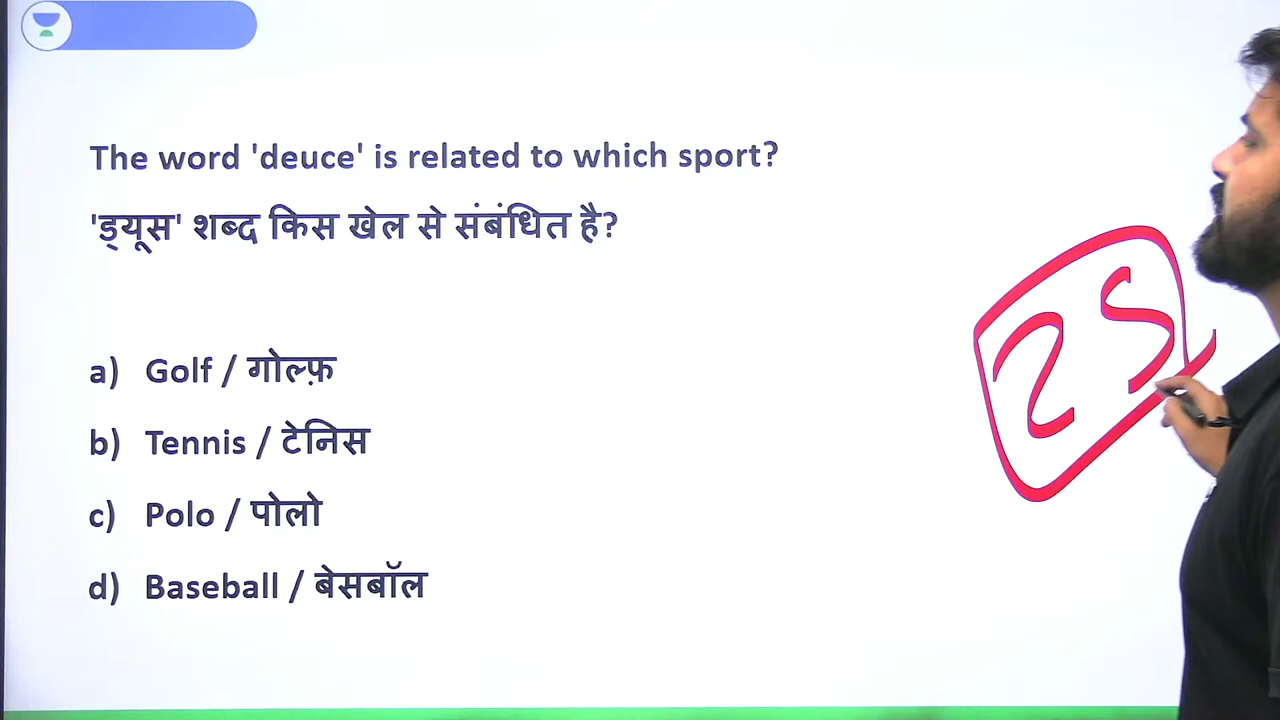 The word 'deuce' is related to which sport?
'ड्यूस' शब्द किस खेल से संबंधित है?
25
a) Golf / गोल्फ़
b) Tennis / टेनिस
c) Polo / पोलो
d) Baseball / बेसबॉल